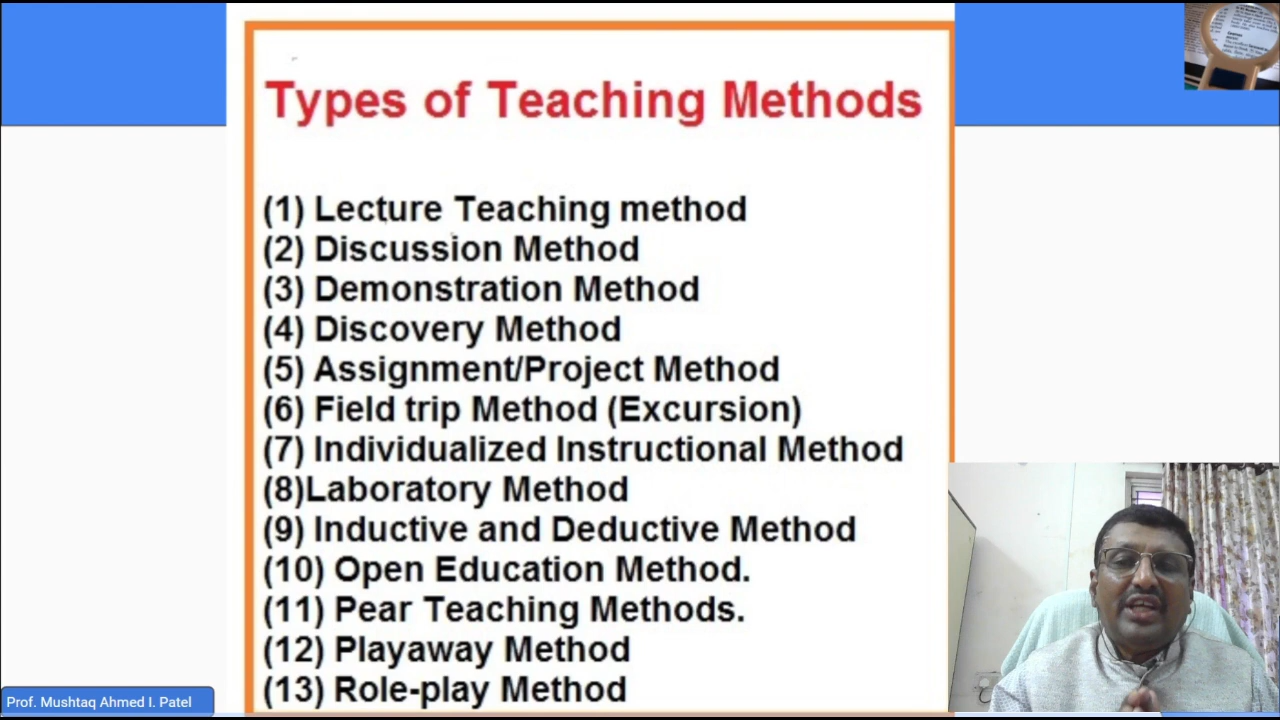 Types of Teaching Methods
(1) Lecture Teaching method
(2) Discussion Method
(3) Demonstration Method
(4) Discovery Method
(5) Assignment/Project Method
(6) Field trip Method (Excursion)
(7) Individualized Instructional Method
(8)Laboratory Method
(9) Inductive and Deductive Method
(10) Open Education Method.
(11) Pear Teaching Methods.
(12) Playaway Method
(13) Role-play Method
Prof. Mushtaq Ahmed I. Patel